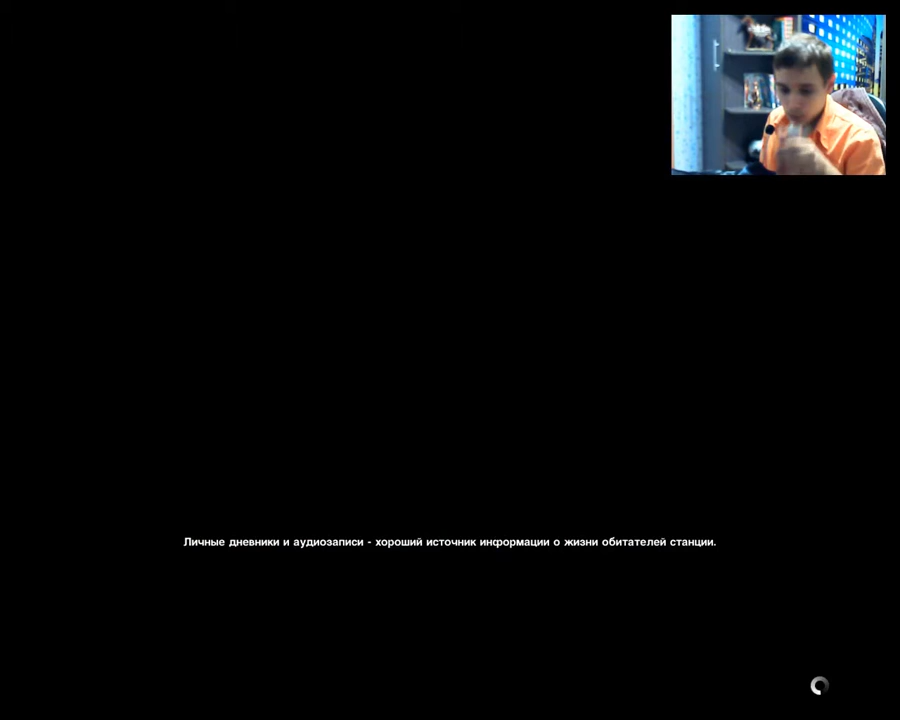 Личные дневники и аудиозаписи - хороший источник информации о жизни обитателей станции.